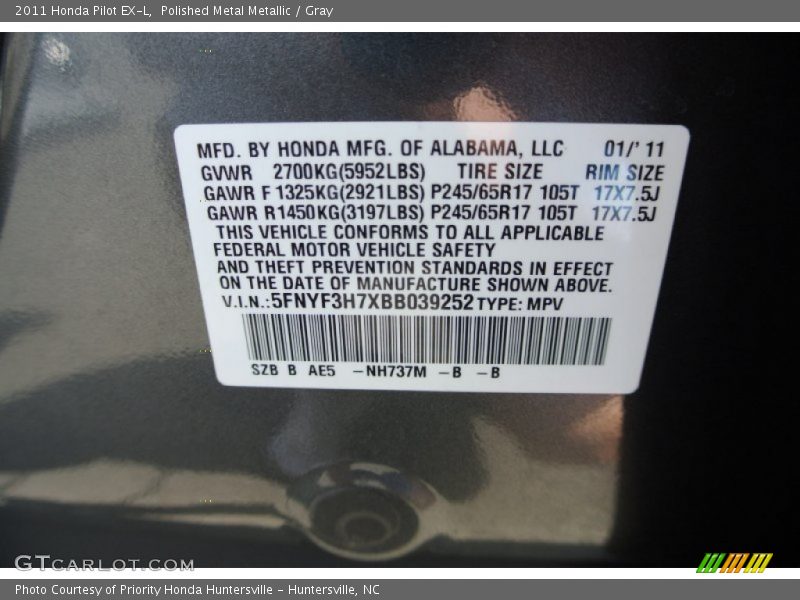 2011 Honda Pilot EX-L,  Polished Metal Metallic / Gray
MFD. BY HONDA MFG. OF ALABAMA, LLC 01/' 11
GVWR 2700KG(5952LBS) TIRE SIZE RIM SIZE
GAWR F 1325KG(2921LBS) P245/65R17 105T 17X7.5J
GAWR R1450KG(3197LBS) P245/65R17 105T 17X7.5J
THIS VEHICLE CONFORMS TO ALL APPLICABLE
FEDERAL MOTOR VEHICLE SAFETY
AND THEFT PREVENTION STANDARDS IN EFFECT
ON THE DATE OF MANUFACTURE SHOWN ABOVE.
V.I.N.:5FNYF3H7XBB039252 TYPE: MPV
SZB B AE5 -NH737M -B -B
GTCARLOT.COM
Photo Courtesy of Priority Honda Huntersville - Huntersville, NC